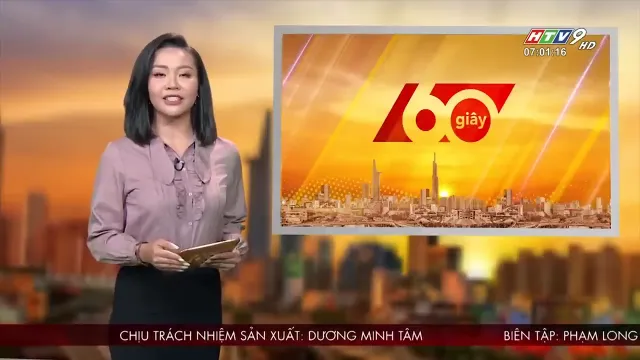 HTV9 HD
07:01:16
60 giây
CHỊU TRÁCH NHIỆM SẢN XUẤT: DƯƠNG MINH TÂM
BIÊN TẬP: PHẠM LONG